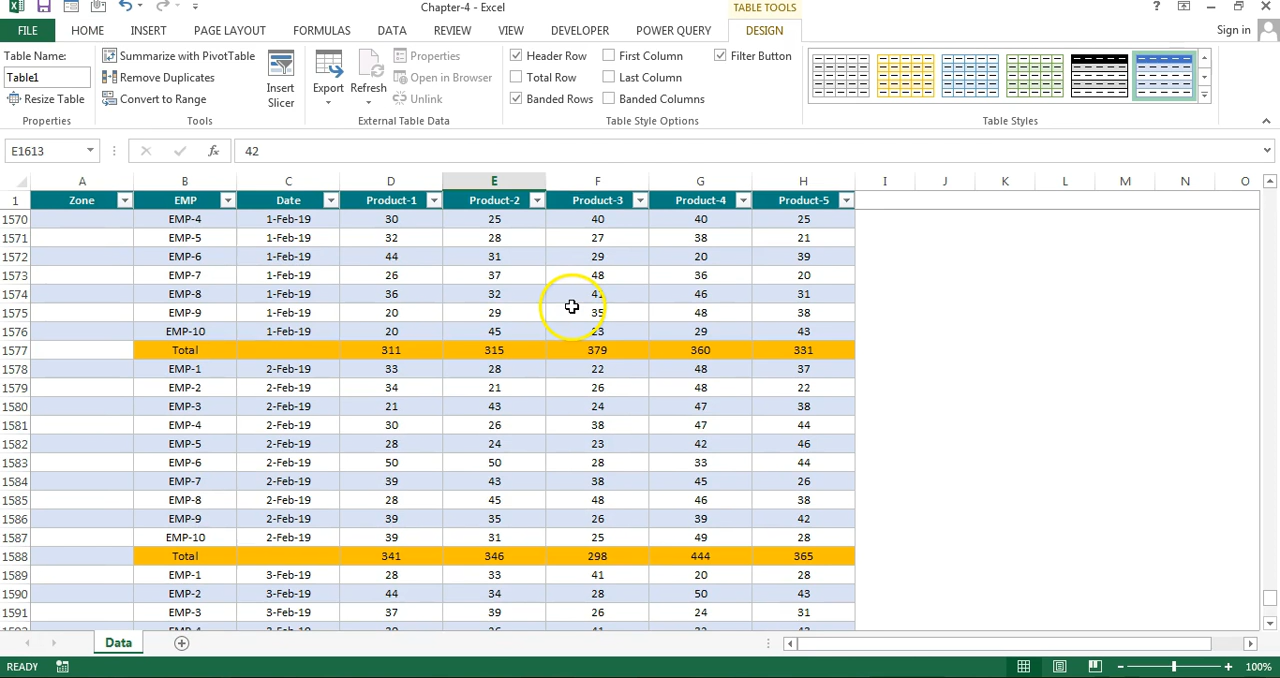 Chapter-4 - Excel
TABLE TOOLS
?
FILE HOME INSERT PAGE LAYOUT FORMULAS DATA REVIEW VIEW DEVELOPER POWER QUERY DESIGN Sign in
Table Name: Summarize with PivotTable Properties Header Row First Column Filter Button
Table1 Remove Duplicates Insert Slicer Export Refresh Open in Browser Total Row Last Column
Resize Table Convert to Range Unlink Banded Rows Banded Columns
Properties Tools External Table Data Table Style Options Table Styles
E1613 fx 42
A B C D E F G H I J K L M N O
1 Zone EMP Date Product-1 Product-2 Product-3 Product-4 Product-5
1570 EMP-4 1-Feb-19 30 25 40 40 25
1571 EMP-5 1-Feb-19 32 28 27 38 21
1572 EMP-6 1-Feb-19 44 31 29 20 39
1573 EMP-7 1-Feb-19 26 37 48 36 20
1574 EMP-8 1-Feb-19 36 32 41 46 31
1575 EMP-9 1-Feb-19 20 29 35 48 38
1576 EMP-10 1-Feb-19 20 45 23 29 43
1577 Total 311 315 379 360 331
1578 EMP-1 2-Feb-19 33 28 22 48 37
1579 EMP-2 2-Feb-19 34 21 26 48 22
1580 EMP-3 2-Feb-19 21 43 24 47 38
1581 EMP-4 2-Feb-19 30 26 38 47 44
1582 EMP-5 2-Feb-19 28 24 23 42 46
1583 EMP-6 2-Feb-19 50 50 28 33 44
1584 EMP-7 2-Feb-19 39 43 38 45 26
1585 EMP-8 2-Feb-19 28 45 48 46 38
1586 EMP-9 2-Feb-19 39 35 26 39 42
1587 EMP-10 2-Feb-19 39 31 25 49 28
1588 Total 341 346 298 444 365
1589 EMP-1 3-Feb-19 28 33 41 20 28
1590 EMP-2 3-Feb-19 44 34 28 50 43
1591 EMP-3 3-Feb-19 37 39 26 24 31
Data
READY 100%